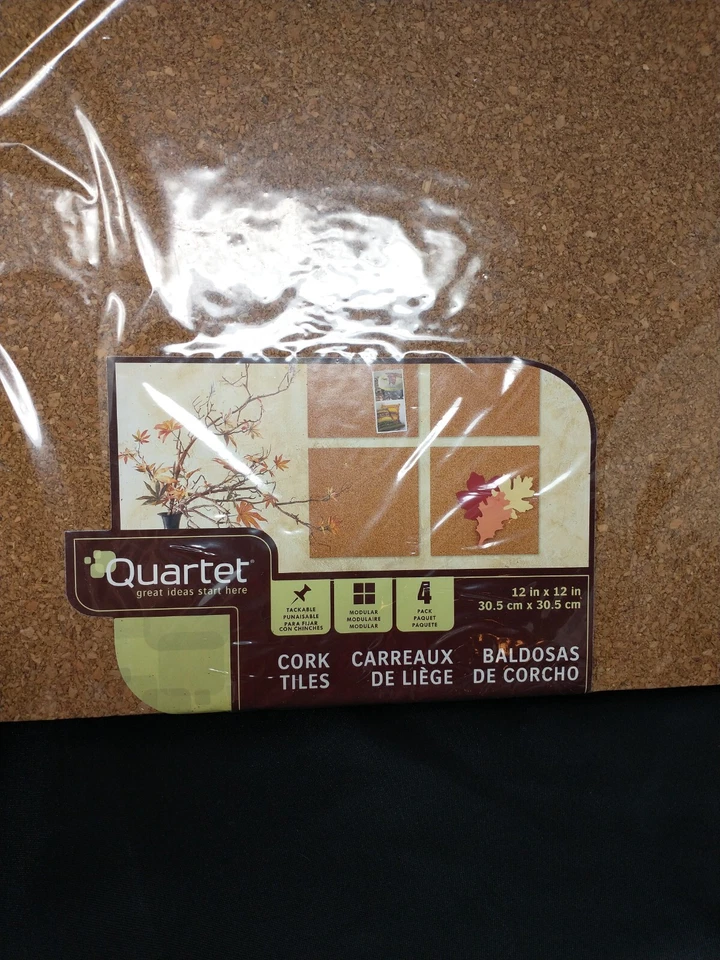 Quartet®
great ideas start here
TACKABLE
PUNAISABLE
PARA FIJAR
CON CHINCHES
MODULAR
MODULAIRE
MODULAR
4
PACK
PAQUET
PAQUETE
12 in x 12 in
30.5 cm x 30.5 cm
CORK
TILES
CARREAUX
DE LIÈGE
BALDOSAS
DE CORCHO